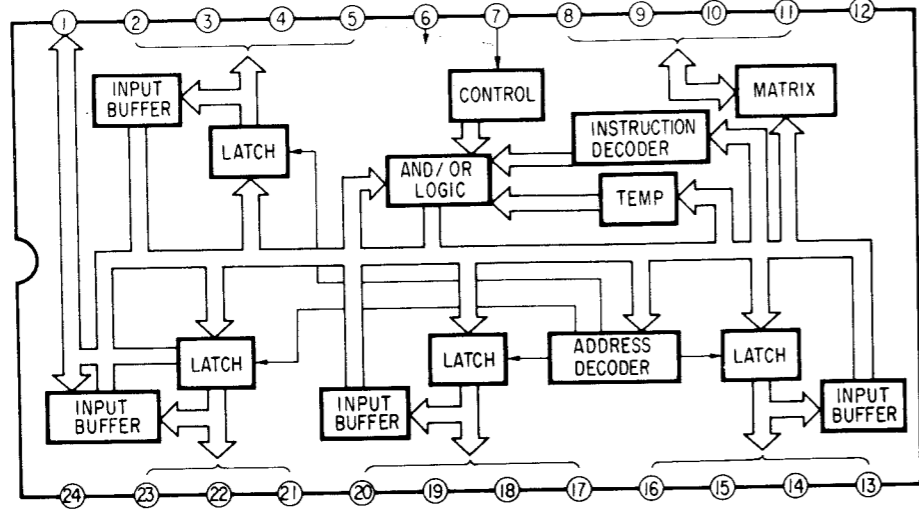 1 2 3 4 5 6 7 8 9 10 11 12
INPUT
BUFFER
LATCH
CONTROL
AND/OR
LOGIC
INSTRUCTION
DECODER
TEMP
MATRIX
LATCH
INPUT
BUFFER
INPUT
BUFFER
LATCH
ADDRESS
DECODER
LATCH
INPUT
BUFFER
24 23 22 21 20 19 18 17 16 15 14 13